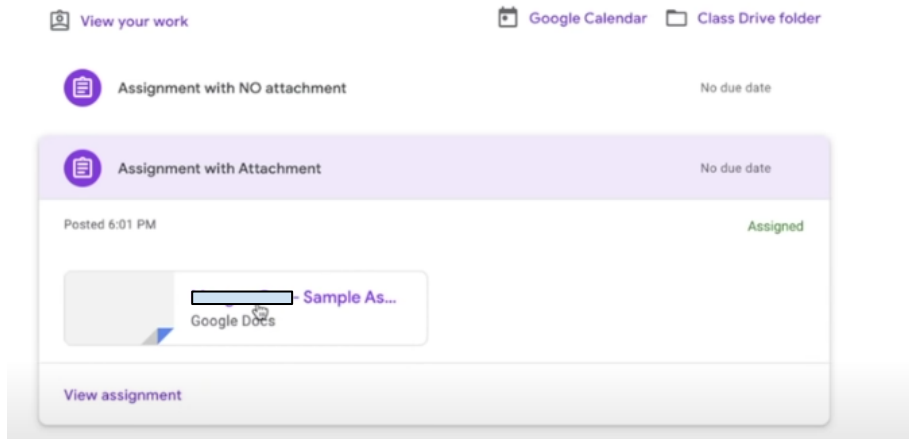 View your work
Google Calendar
Class Drive folder
Assignment with NO attachment
No due date
Assignment with Attachment
No due date
Posted 6:01 PM
Assigned
- Sample As...
Google Docs
View assignment